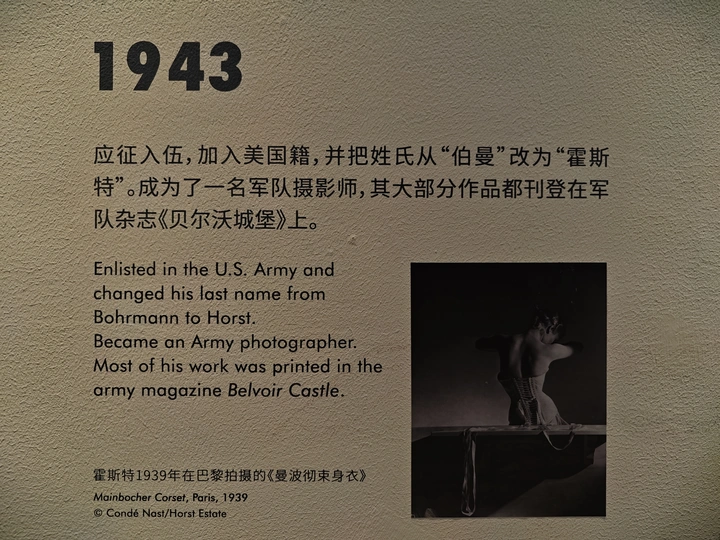 1943
应征入伍，加入美国籍，并把姓氏从“伯曼”改为“霍斯
特”。成为了一名军队摄影师，其大部分作品都刊登在军
队杂志《贝尔沃城堡》上。
Enlisted in the U.S. Army and
changed his last name from
Bohrmann to Horst.
Became an Army photographer.
Most of his work was printed in the
army magazine Belvoir Castle.
霍斯特1939年在巴黎拍摄的《曼波彻束身衣》
Mainbocher Corset, Paris, 1939
© Condé Nast/Horst Estate